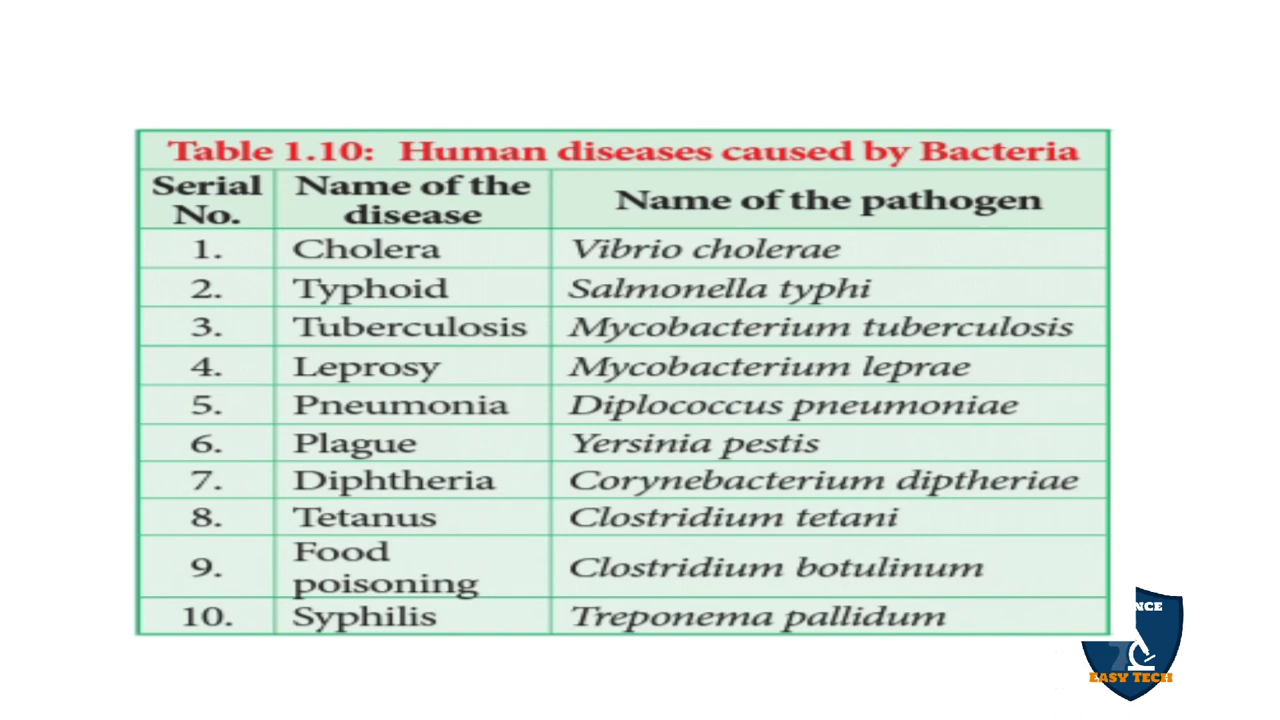 Table 1.10: Human diseases caused by Bacteria
Serial No. Name of the disease Name of the pathogen
1. Cholera Vibrio cholerae
2. Typhoid Salmonella typhi
3. Tuberculosis Mycobacterium tuberculosis
4. Leprosy Mycobacterium leprae
5. Pneumonia Diplococcus pneumoniae
6. Plague Yersinia pestis
7. Diphtheria Corynebacterium diptheriae
8. Tetanus Clostridium tetani
9. Food poisoning Clostridium botulinum
10. Syphilis Treponema pallidum
NCE
EASY TECH